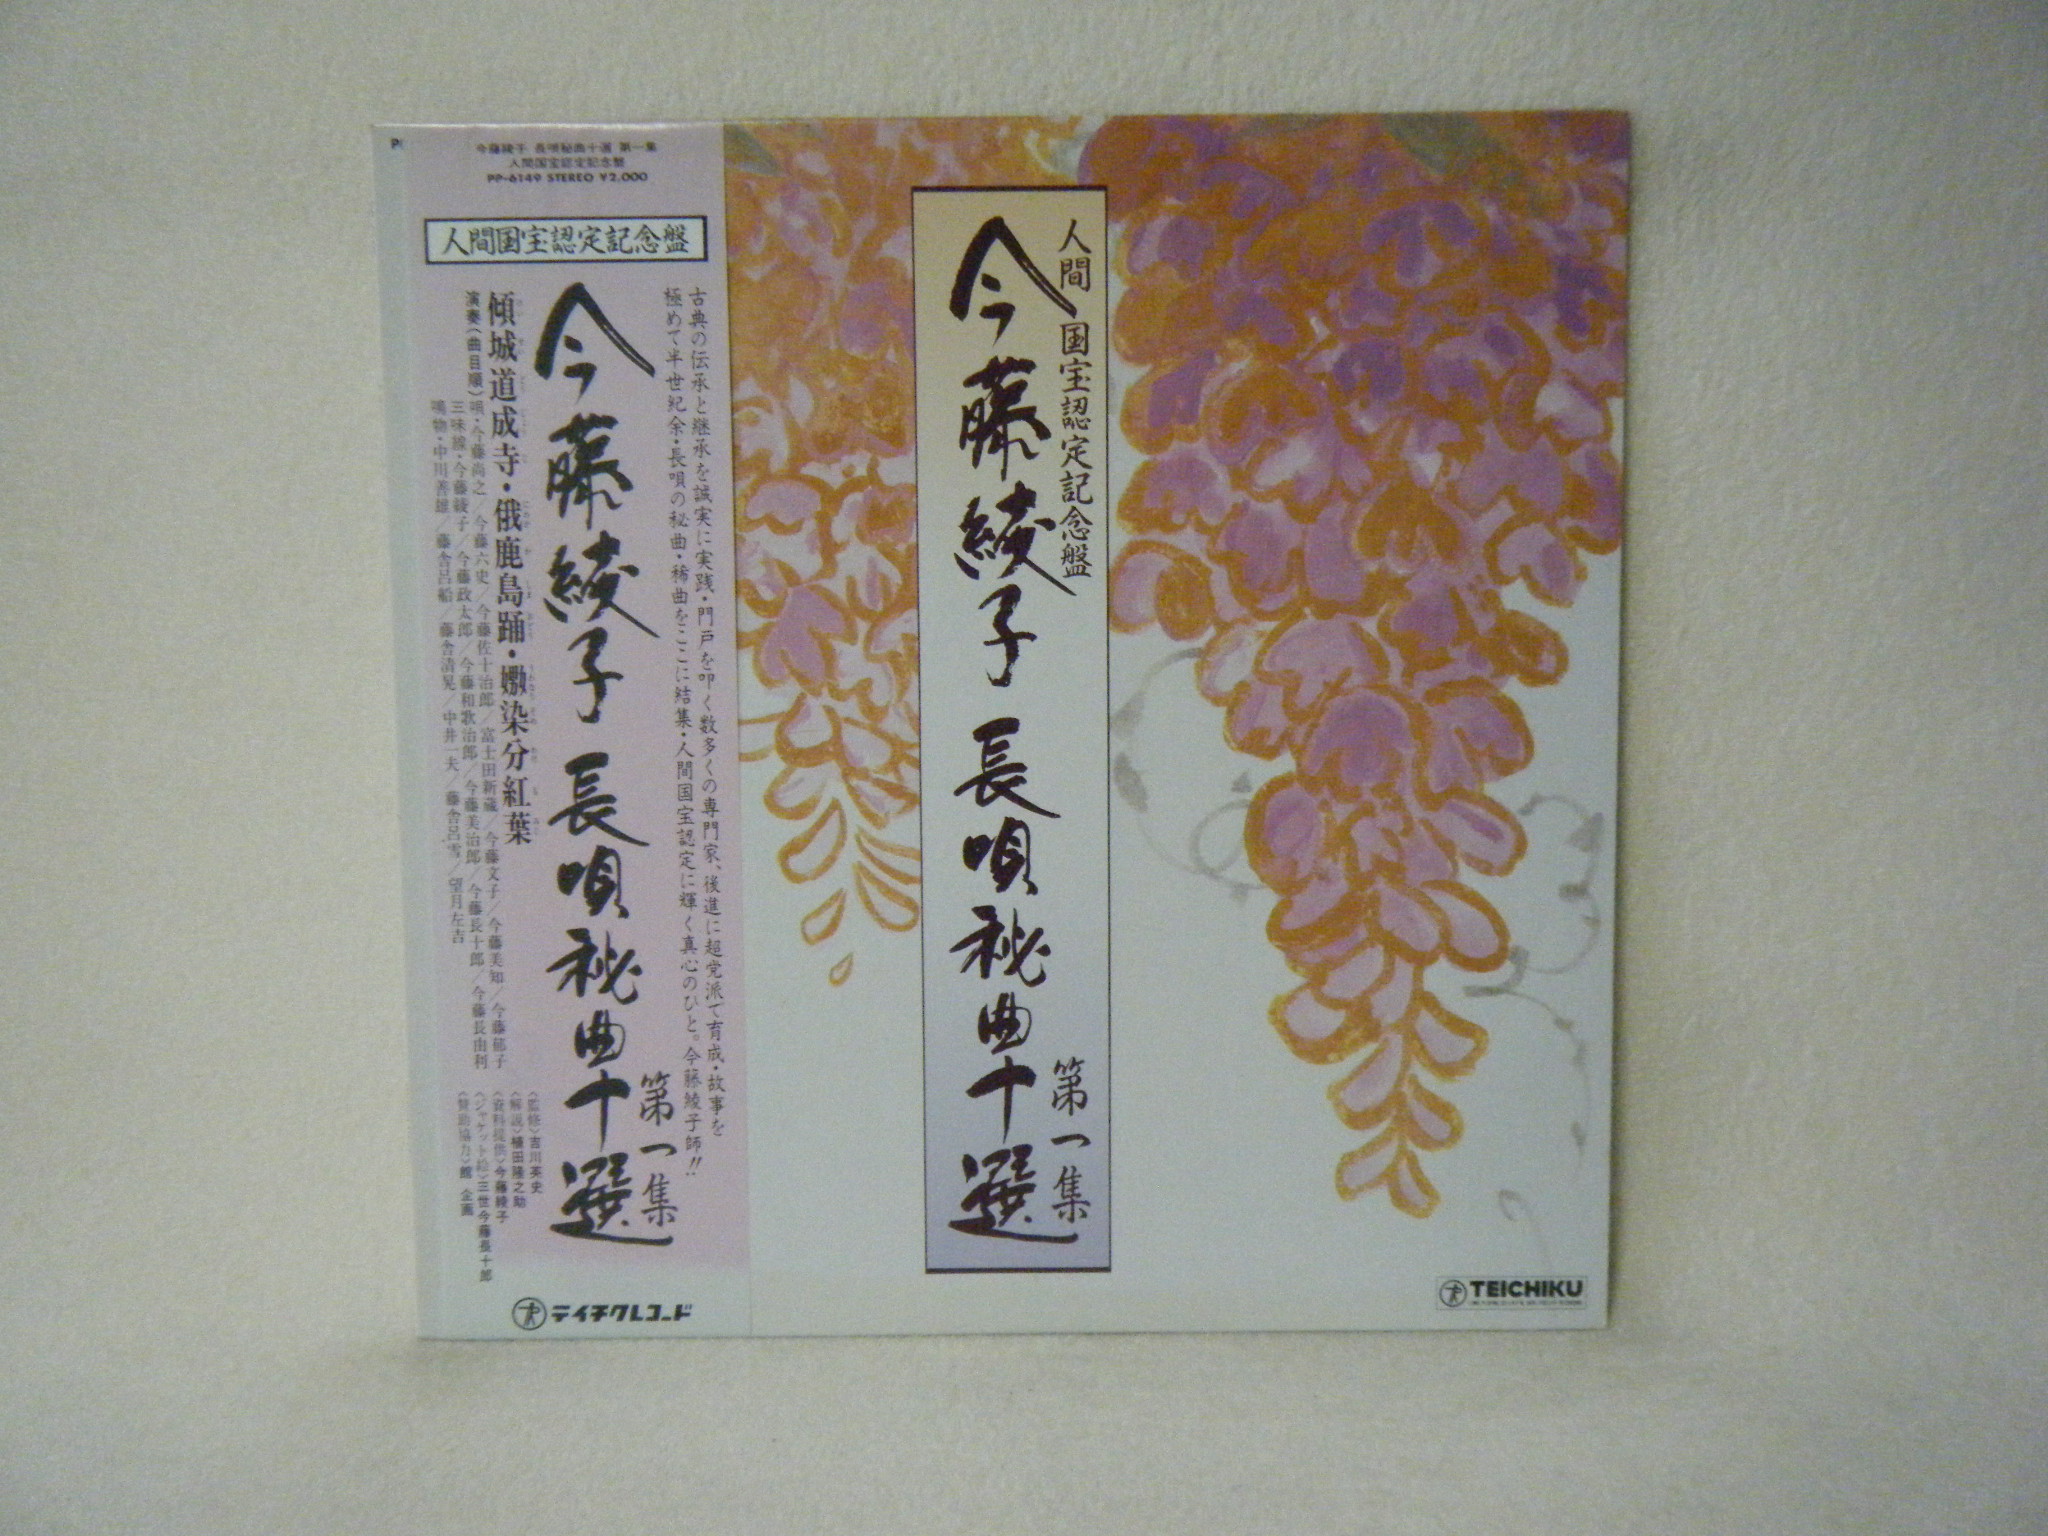 今藤綾子 長唄秘曲十選 第一集
人間国宝認定記念盤
PP-6149 STEREO ¥2,000
人間国宝認定記念盤
古典の伝承と継承を誠実に実践・門戸を叩く数多くの専門家、後進に超党派で育成・故事を
極めて半世紀余・長唄の秘曲・稀曲をここに結集・人間国宝認定に輝く真心のひと。今藤綾子師!!
今藤綾子 長唄秘曲十選
第一集
傾城道成寺・俄鹿島踊・嫐染分紅葉
演奏(曲目順)唄・今藤尚之/今藤六史/今藤佐十治郎/富士田新蔵/今藤文子/今藤美知/今藤郁子
三味線・今藤綾子/今藤政太郎/今藤和歌治郎/今藤美治郎/今藤長十郎/今藤長由利
鳴物・中川善雄/藤舎呂船/藤舎清晃/中井一夫/藤舎呂雪/望月左吉
〈監修〉吉川英史
〈解説〉植田隆之助
〈資料提供〉今藤綾子
〈ジャケット絵〉三世今藤長十郎
〈賛助協力〉館 企画
テイチクレコード
人間国宝認定記念盤
今藤綾子 長唄秘曲十選
第一集
TEICHIKU